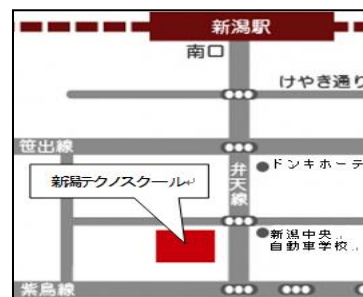 新潟駅
南口
けやき通り
笹出線
弁天線
ドンキホーテ
新潟テクノスクール
新潟中央
自動車学校
紫鳥線